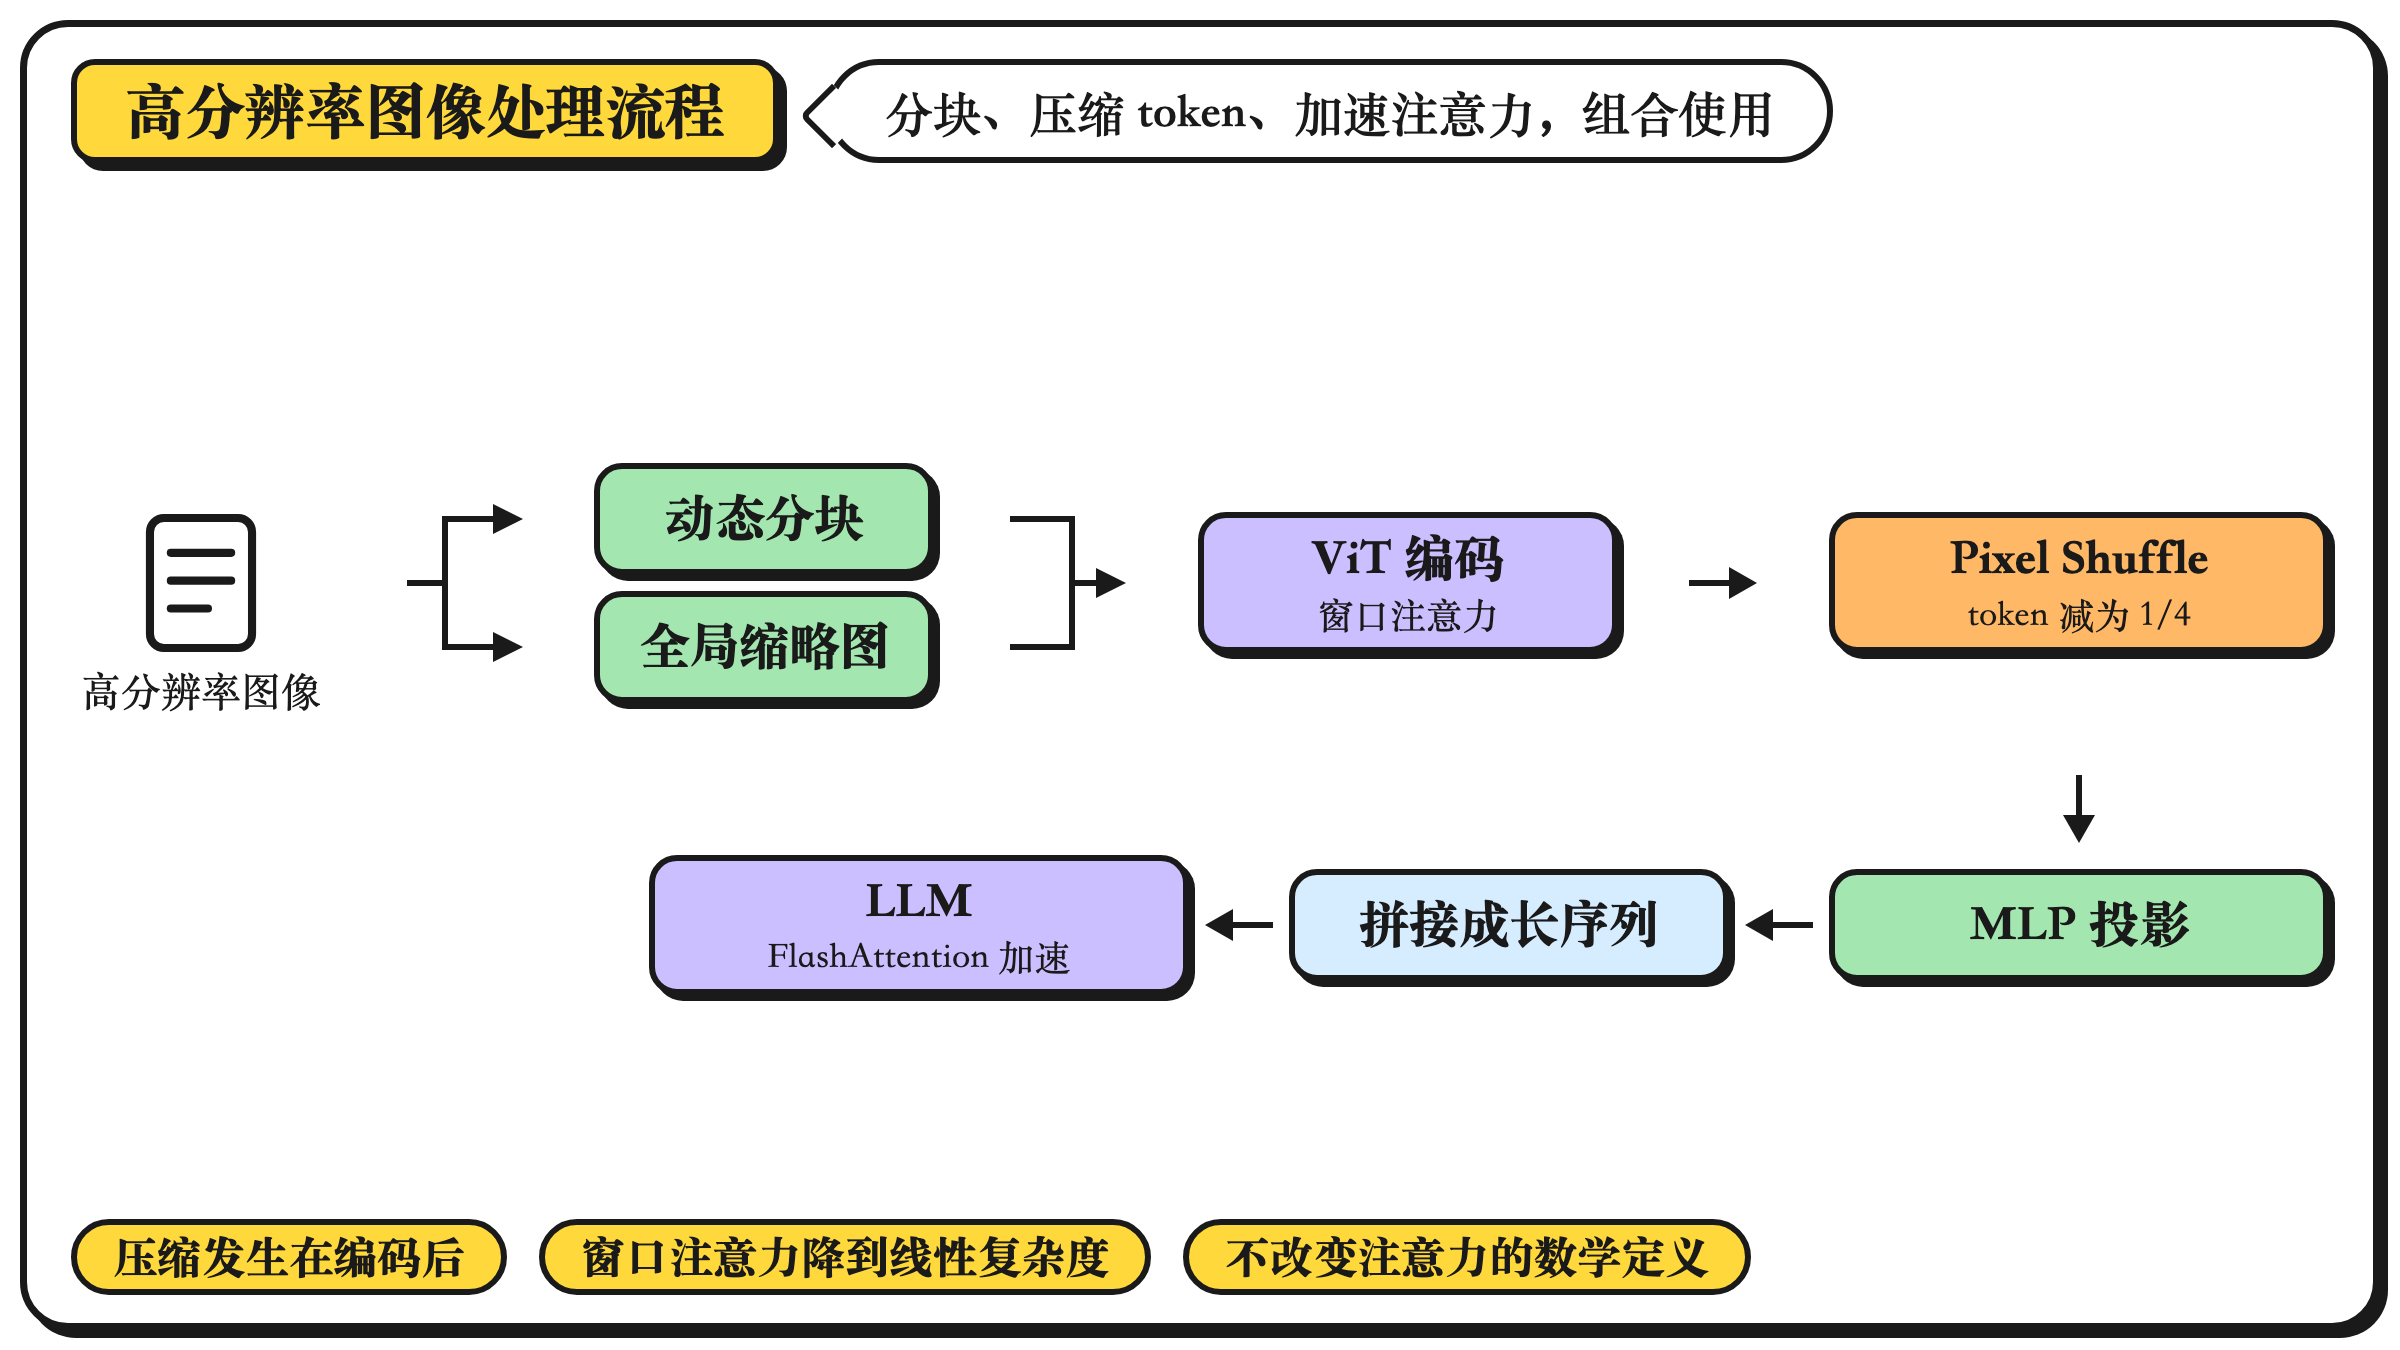 高分辨率图像处理流程
分块、压缩 token、加速注意力，组合使用
高分辨率图像
动态分块
全局缩略图
ViT 编码
窗口注意力
Pixel Shuffle
token 减为 1/4
MLP 投影
拼接成长序列
LLM
FlashAttention 加速
压缩发生在编码后
窗口注意力降到线性复杂度
不改变注意力的数学定义